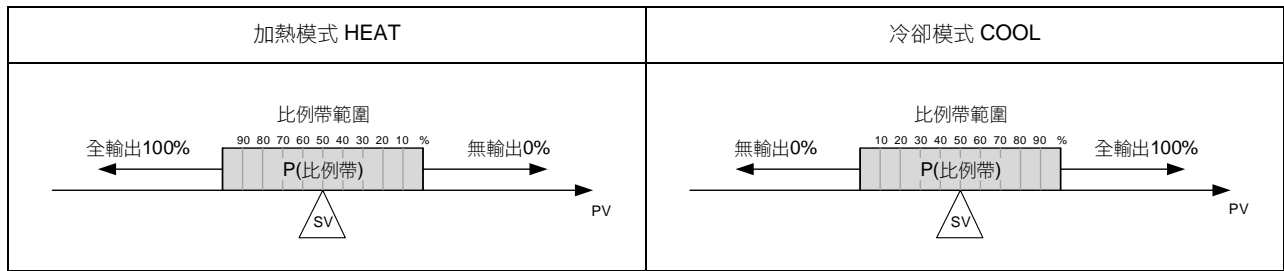 加熱模式 HEAT
比例帶範圍
90 80 70 60 50 40 30 20 10 %
全輸出100%
無輸出0%
P(比例帶)
PV
SV
冷卻模式 COOL
比例帶範圍
10 20 30 40 50 60 70 80 90 %
無輸出0%
全輸出100%
P(比例帶)
PV
SV